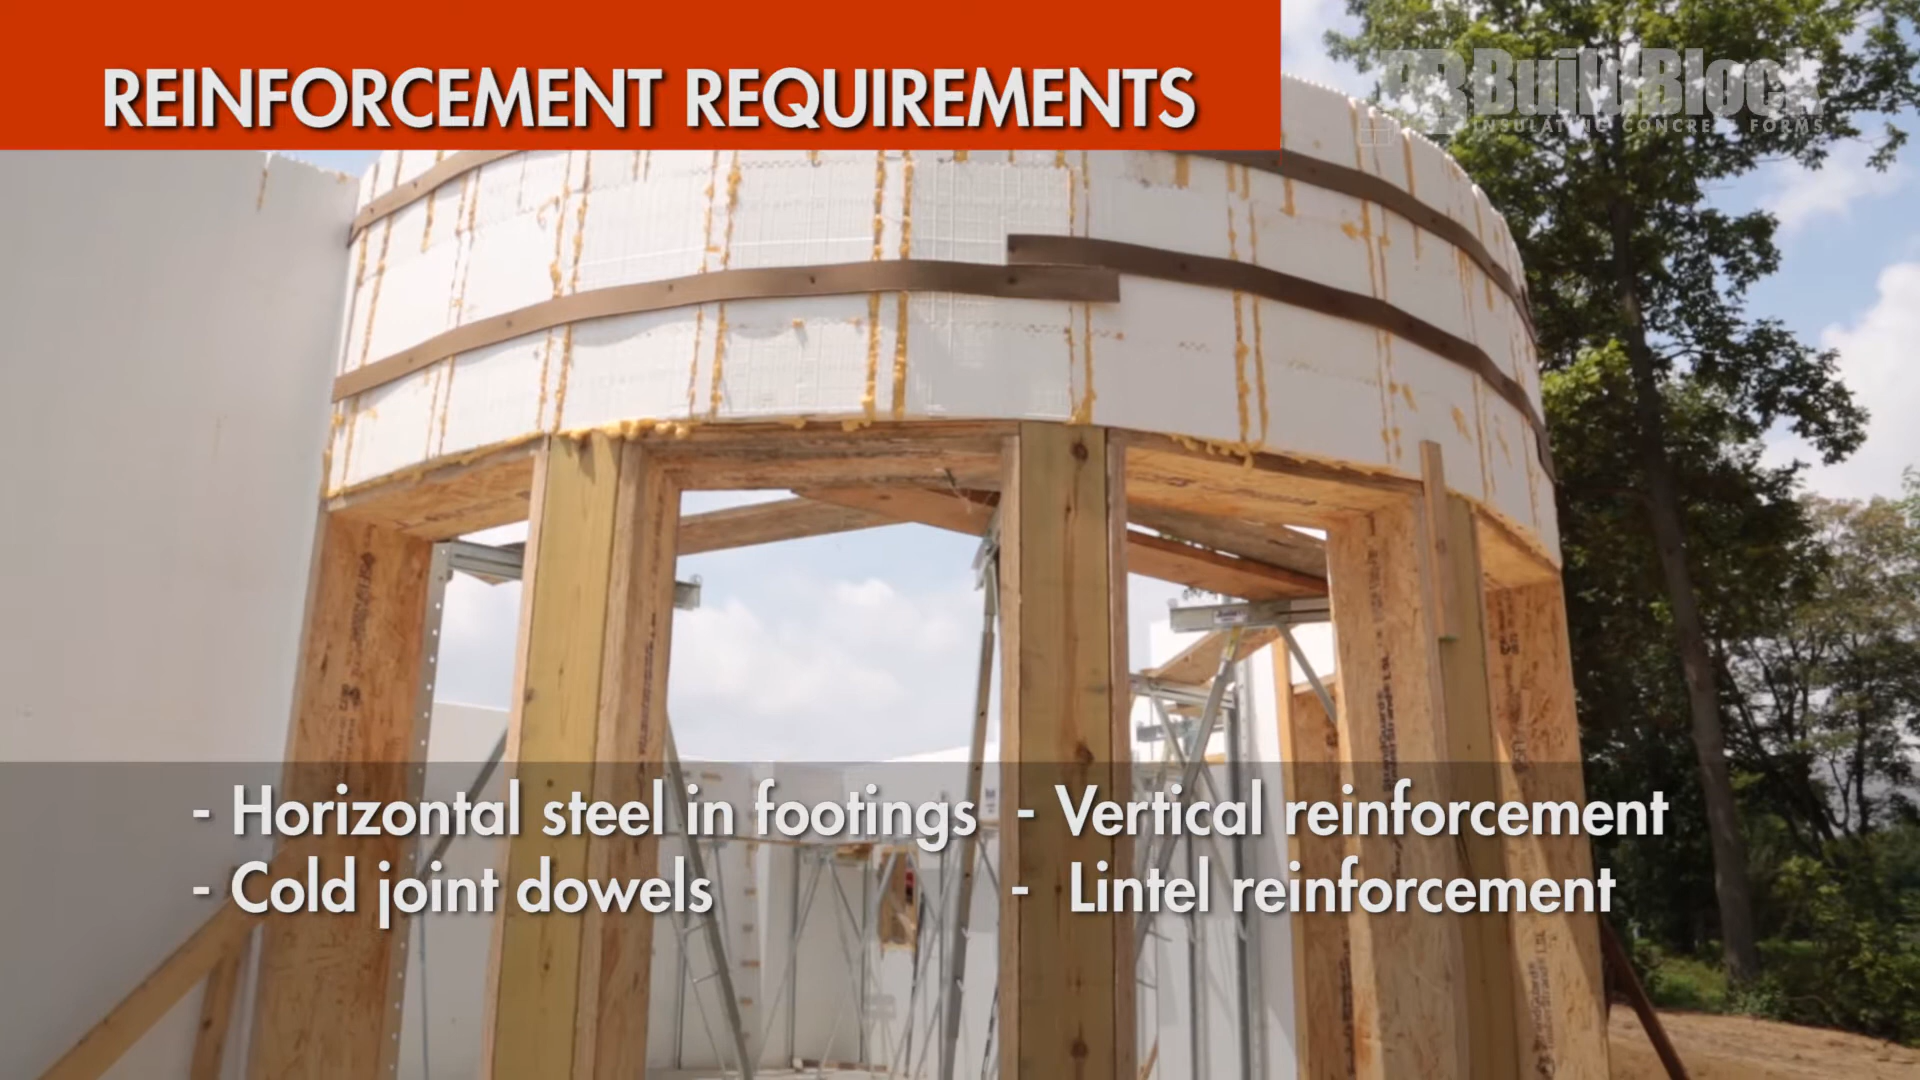 REINFORCEMENT REQUIREMENTS
BuildBlock
INSULATING CONCRETE FORMS
- Horizontal steel in footings
- Cold joint dowels
- Vertical reinforcement
- Lintel reinforcement